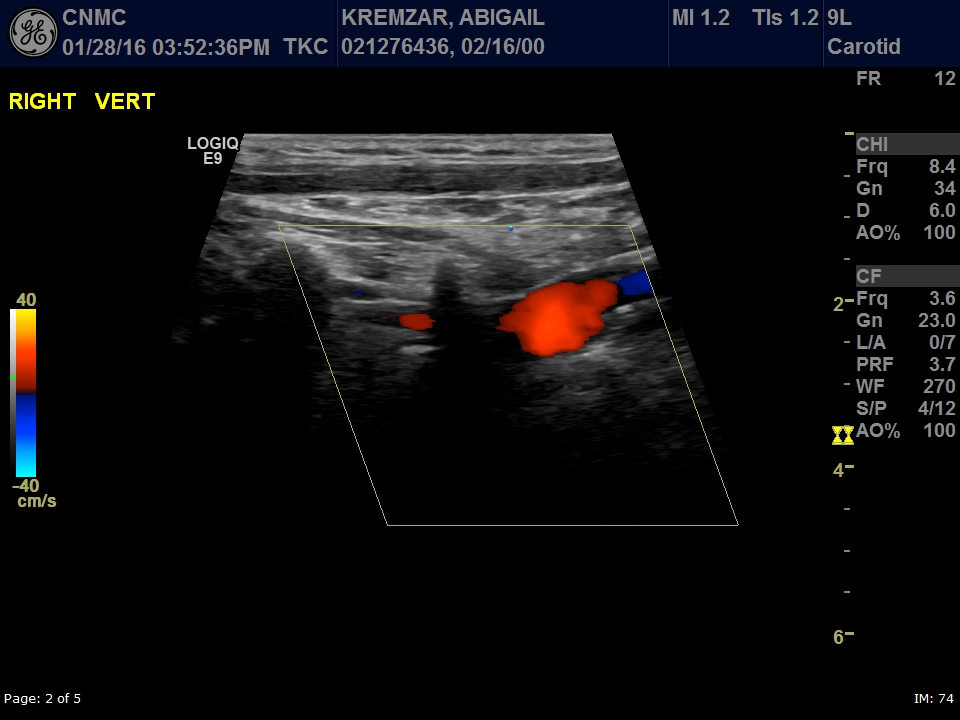 CNMC
01/28/16 03:52:36PM TKC
KREMZAR, ABIGAIL
021276436, 02/16/00
MI 1.2 TIs 1.2
9L
Carotid
RIGHT VERT
LOGIQ
E9
FR 12
CHI
Frq 8.4
Gn 34
D 6.0
AO% 100
CF
Frq 3.6
Gn 23.0
L/A 0/7
PRF 3.7
WF 270
S/P 4/12
AO% 100
2
4
6
40
-40
cm/s
Page: 2 of 5
IM: 74